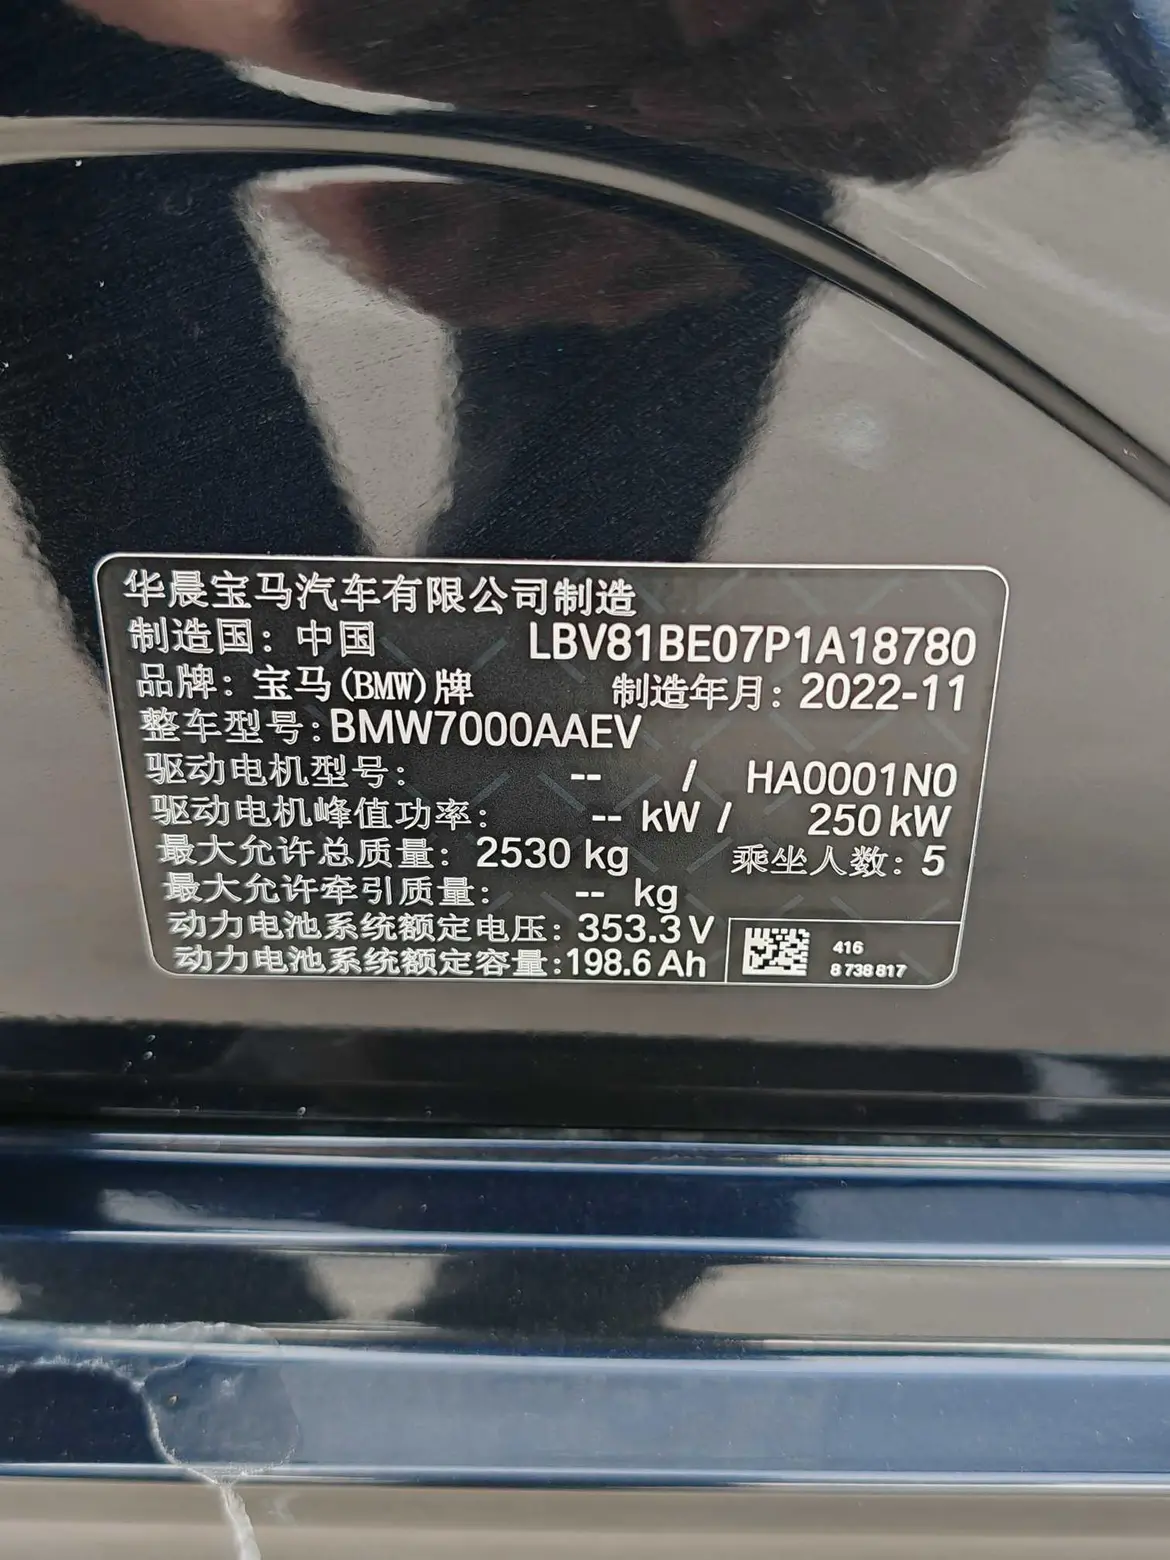 华晨宝马汽车有限公司制造
制造国：中国 LBV81BE07P1A18780
品牌：宝马(BMW)牌 制造年月：2022-11
整车型号：BMW7000AAEV
驱动电机型号： -- / HA0001N0
驱动电机峰值功率： -- kW / 250 kW
最大允许总质量：2530 kg 乘坐人数：5
最大允许牵引质量： -- kg
动力电池系统额定电压：353.3 V
动力电池系统额定容量：198.6 Ah
416
8 738 817